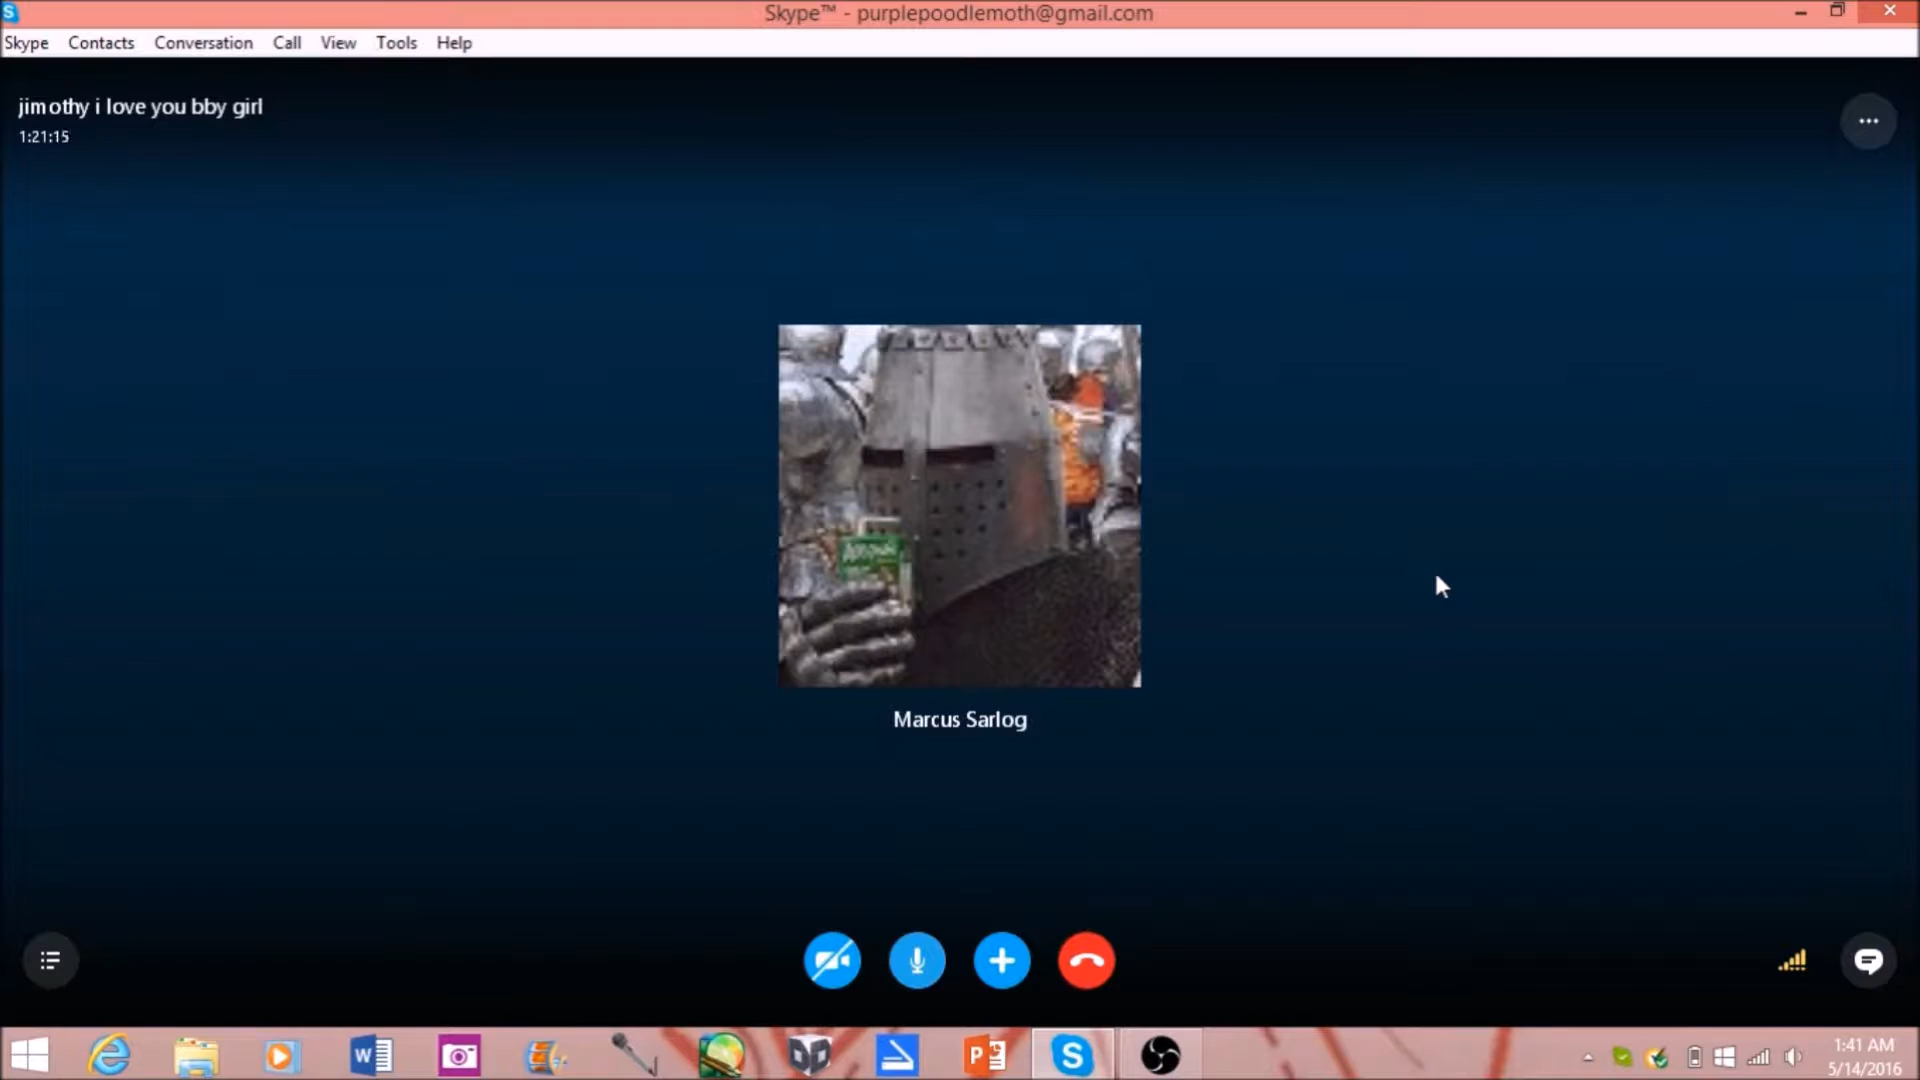 Skype™ - purplepoodlemoth@gmail.com
Skype Contacts Conversation Call View Tools Help
jimothy i love you bby girl
1:21:15
Marcus Sarlog
1:41 AM
5/14/2016